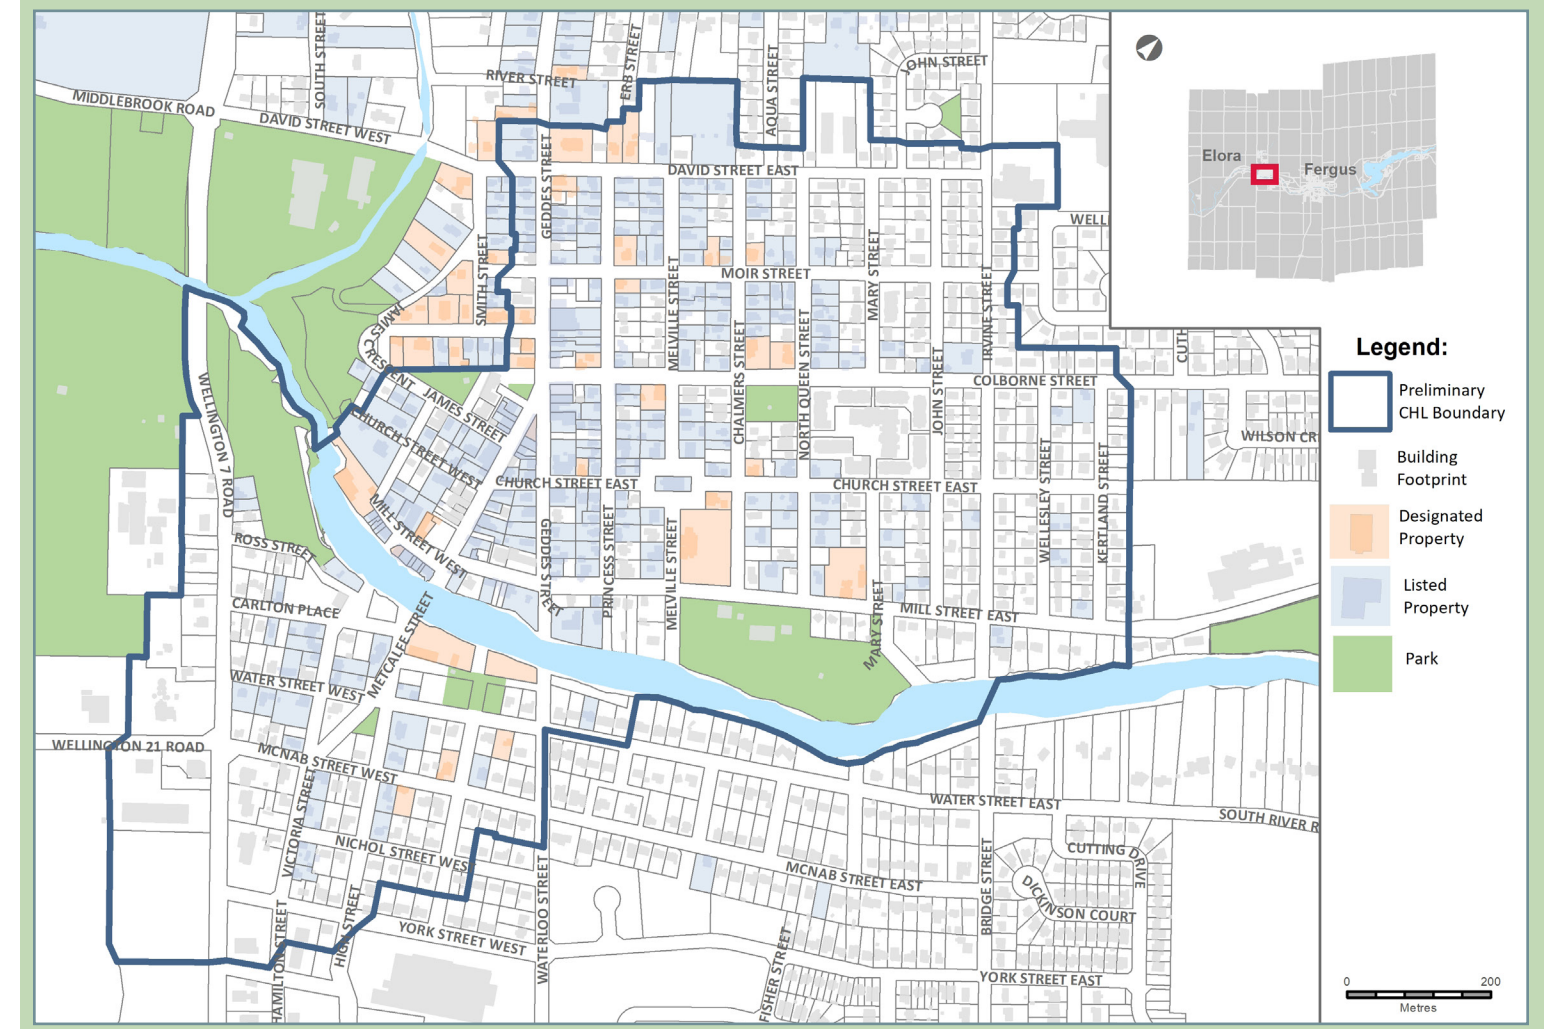 SOUTH STREET
RIVER STREET
ERB STREET
AQUA STREET
JOHN STREET
MIDDLEBROOK ROAD
DAVID STREET WEST
GEDDES STREET
DAVID STREET EAST
WELL
SMITH STREET
MOIR STREET
MARY STREET
IRVINE STREET
MELVILLE STREET
CHALMERS STREET
NORTH QUEEN STREET
JAMES CRESCENT
JAMES STREET
JOHN STREET
COLBORNE STREET
CUTH
WELLINGTON 7 ROAD
CHURCH STREET WEST
CHURCH STREET EAST
CHURCH STREET EAST
WELLESLEY STREET
KERTLAND STREET
WILSON CR
MILL STREET WEST
ROSS STREET
GEDDES STREET
PRINCESS STREET
MELVILLE STREET
MARY STREET
MILL STREET EAST
CARLTON PLACE
METCALFE STREET
WATER STREET WEST
WELLINGTON 21 ROAD
MCNAB STREET WEST
VICTORIA STREET
NICHOL STREET WES
WATER STREET EAST
SOUTH RIVER R
MCNAB STREET EAST
BRIDGE STREET
CUTTING DRIVE
DICKINSON COURT
HAMILTON STREET
HIGH STREET
YORK STREET WEST
WATERLOO STREET
FISHER STREET
YORK STREET EAST
Elora
Fergus
Legend:
Preliminary
CHL Boundary
Building
Footprint
Designated
Property
Listed
Property
Park
0 200
Metres